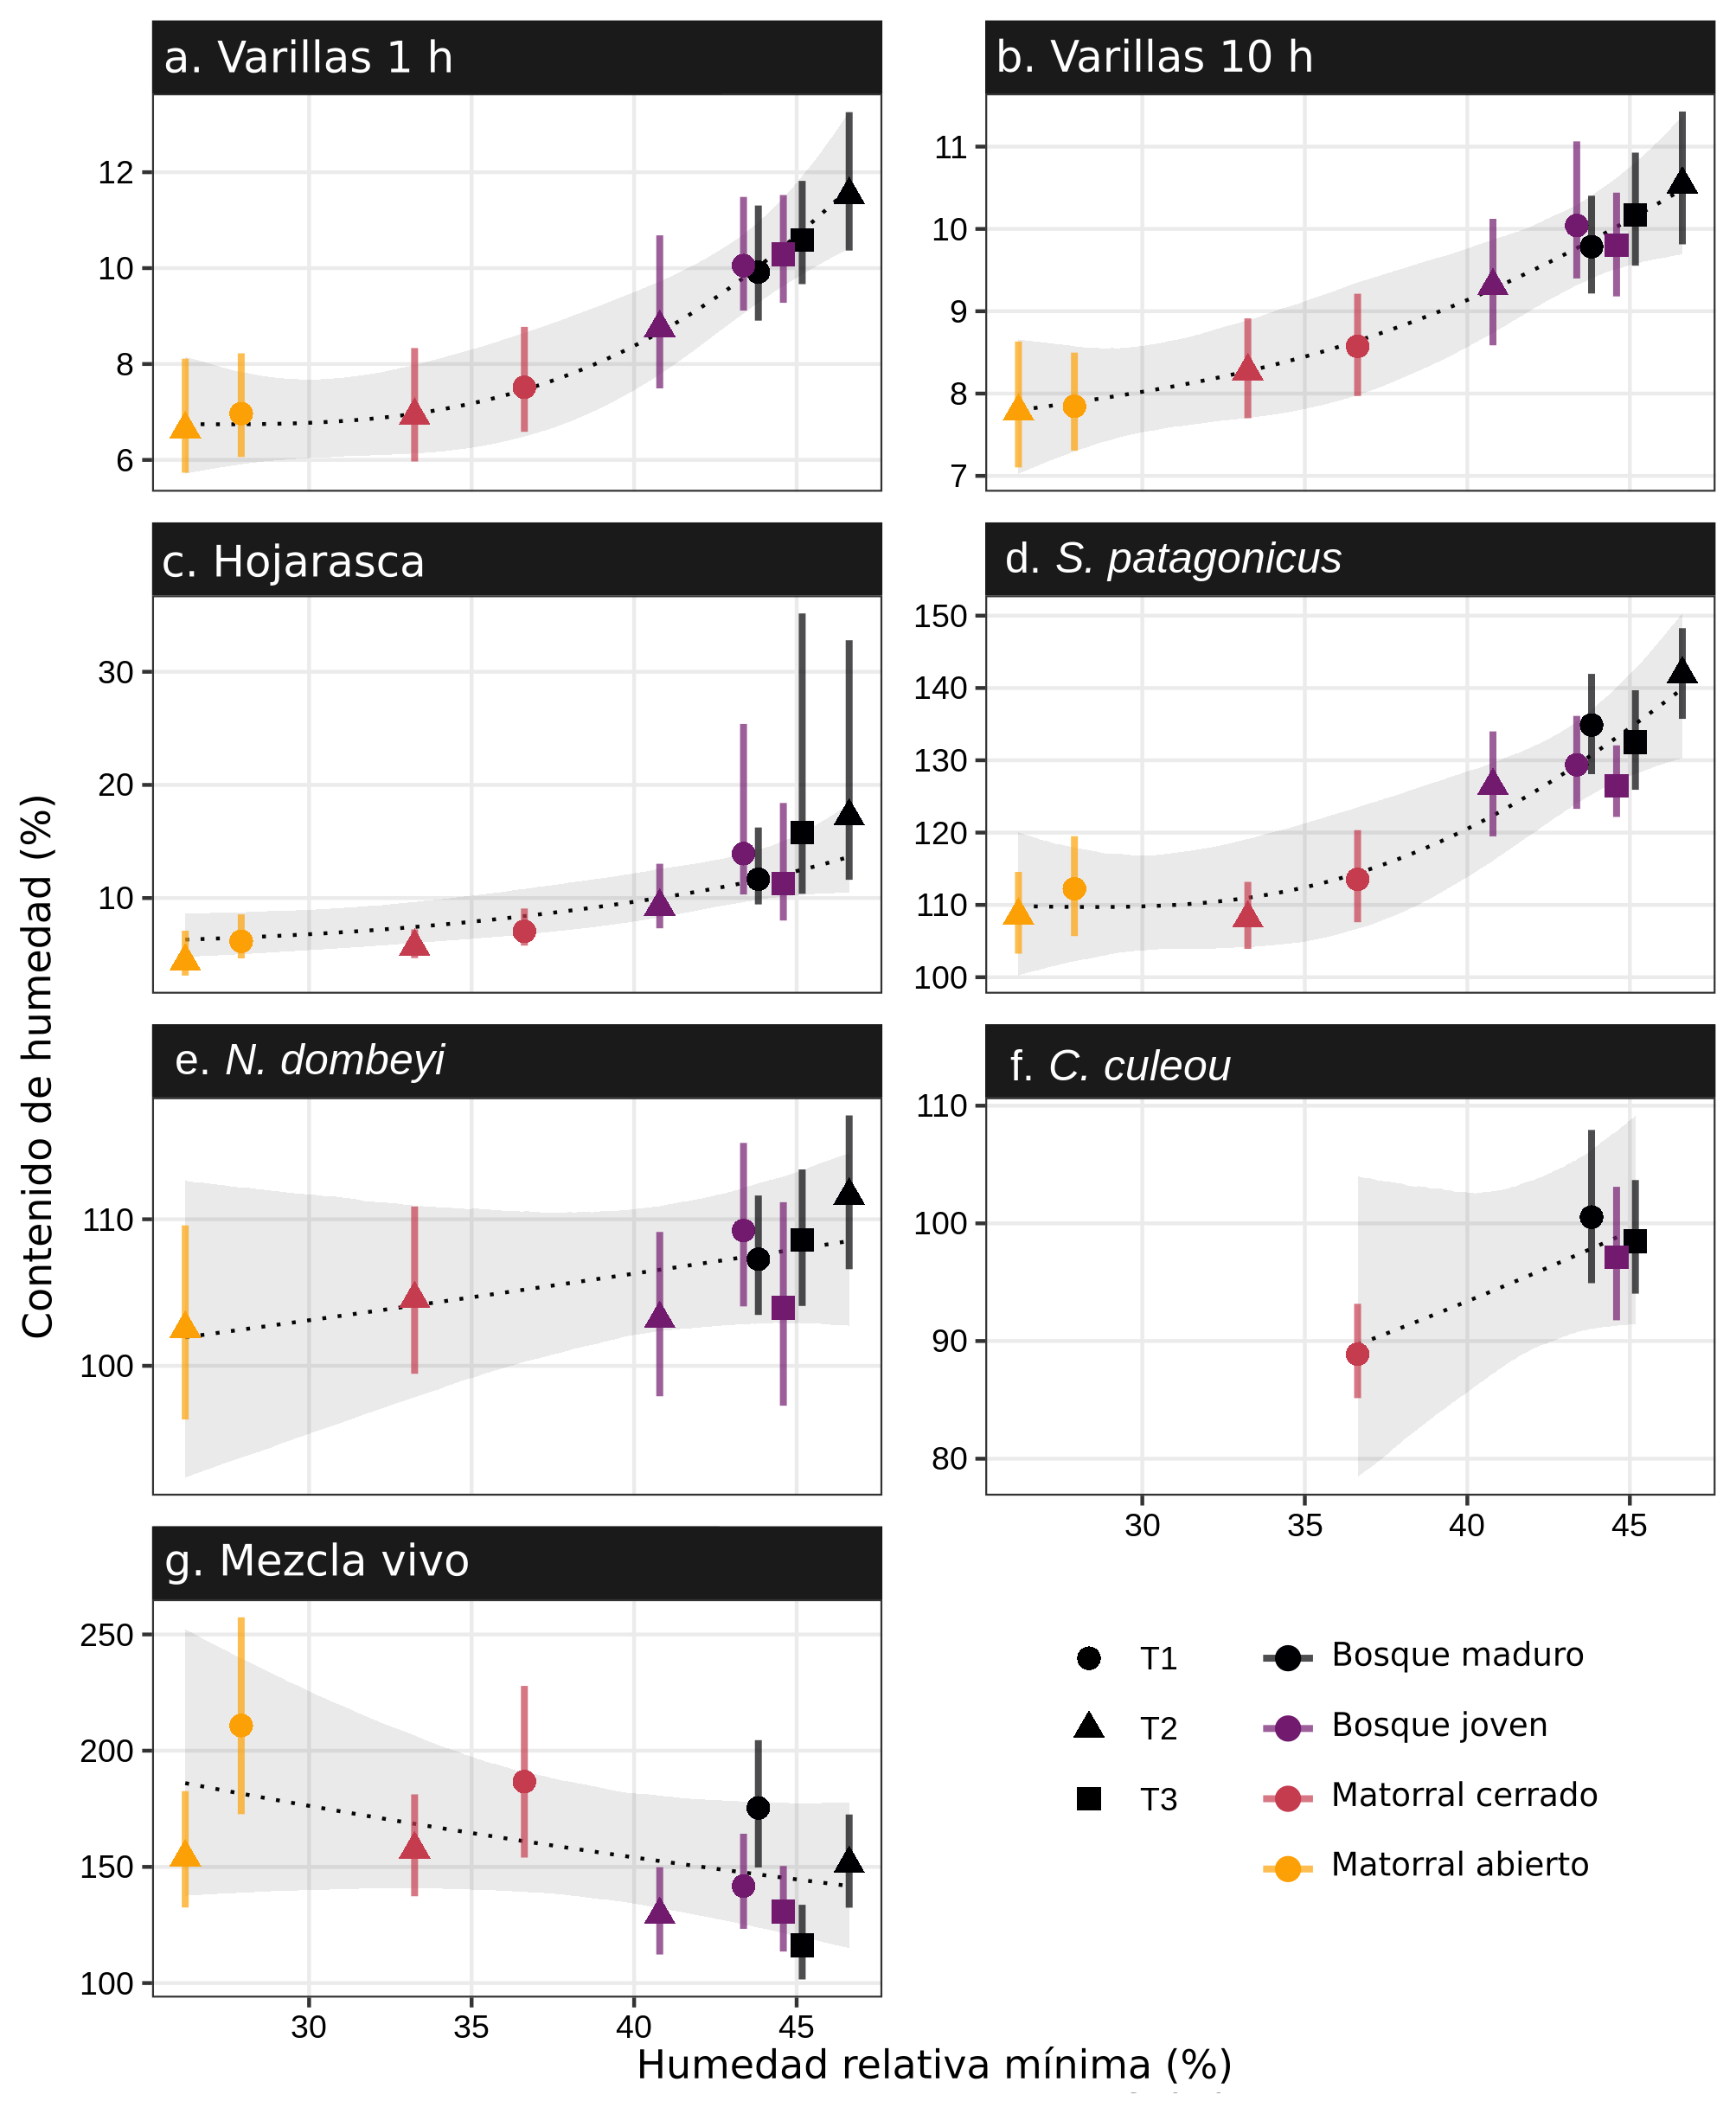 a. Varillas 1 h
b. Varillas 10 h
12
10
8
6
11
10
9
8
7
c. Hojarasca
d. S. patagonicus
30
20
10
150
140
130
120
110
100
Contenido de humedad (%)
e. N. dombeyi
f. C. culeou
110
100
110
100
90
80
30 35 40 45
g. Mezcla vivo
250
200
150
100
30 35 40 45
T1
T2
T3
Bosque maduro
Bosque joven
Matorral cerrado
Matorral abierto
Humedad relativa mínima (%)